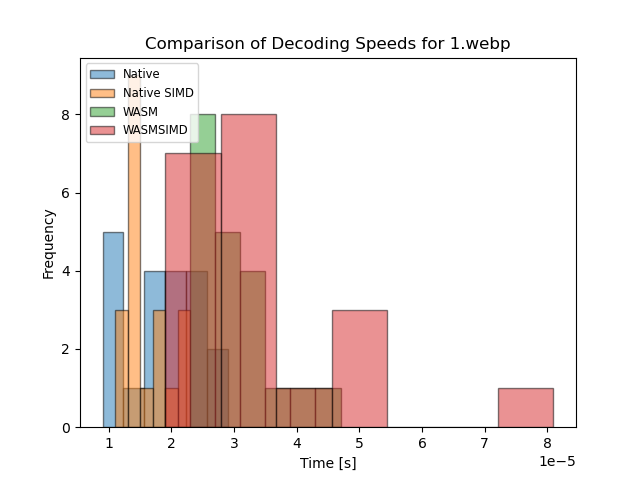 Comparison of Decoding Speeds for 1.webp
Native
Native SIMD
WASM
WASMSIMD
Frequency
8
6
4
2
0
1 2 3 4 5 6 7 8
1e−5
Time [s]